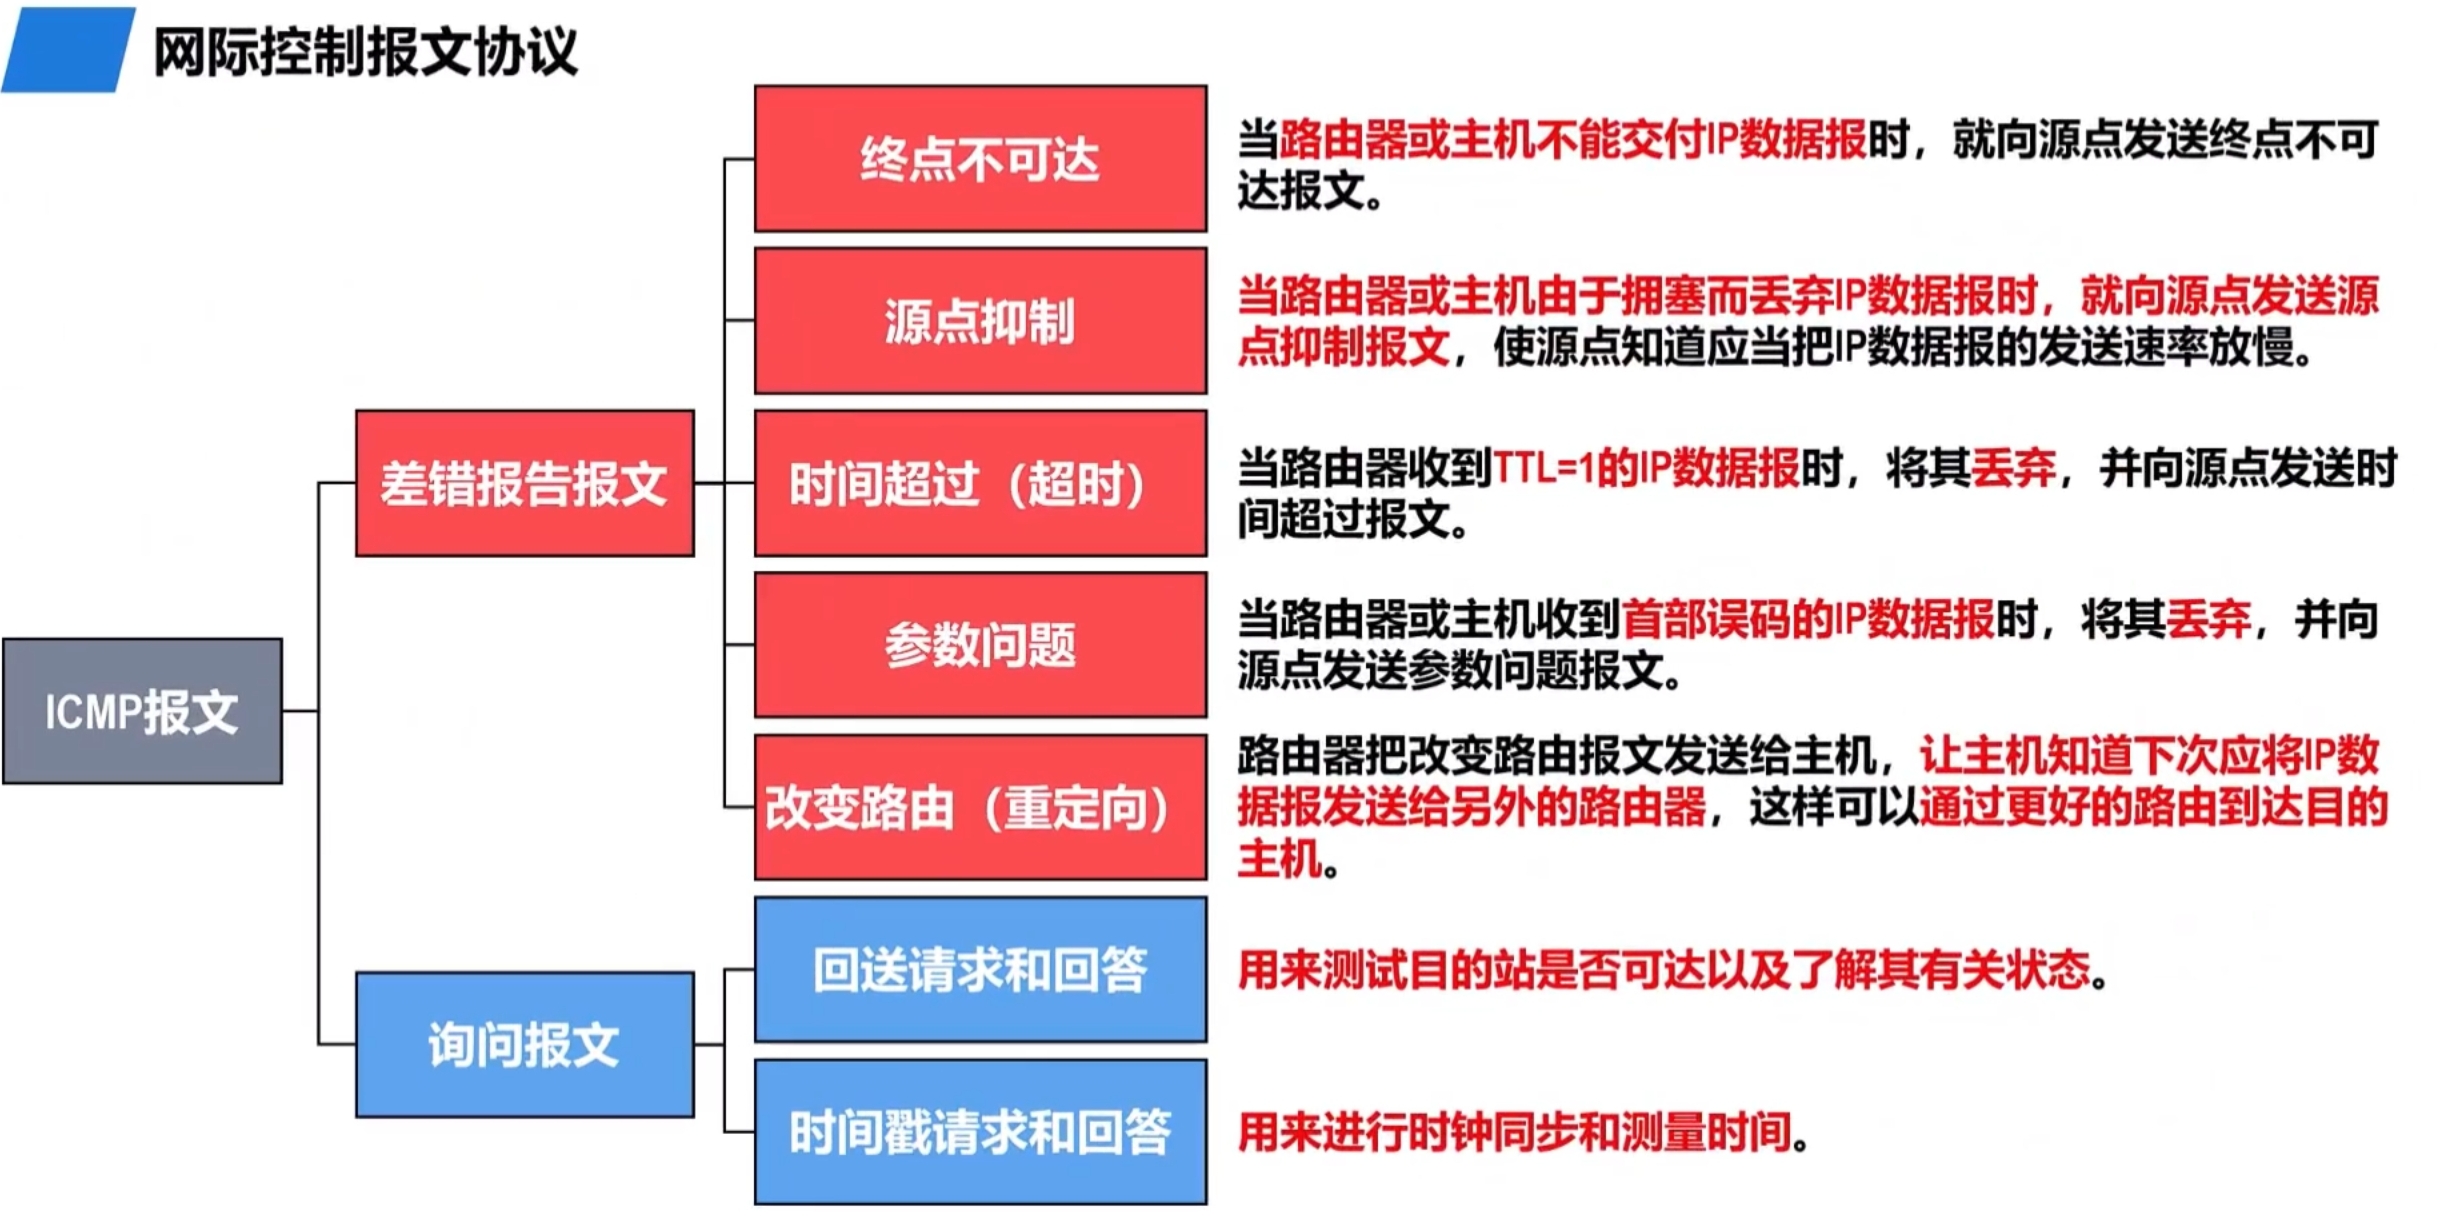 网际控制报文协议
终点不可达
当路由器或主机不能交付IP数据报时，就向源点发送终点不可
达报文。
源点抑制
当路由器或主机由于拥塞而丢弃IP数据报时，就向源点发送源
点抑制报文，使源点知道应当把IP数据报的发送速率放慢。
差错报告报文
时间超过（超时）
当路由器收到TTL=1的IP数据报时，将其丢弃，并向源点发送时
间超过报文。
参数问题
当路由器或主机收到首部误码的IP数据报时，将其丢弃，并向
源点发送参数问题报文。
ICMP报文
改变路由（重定向）
路由器把改变路由报文发送给主机，让主机知道下次应将IP数
据报发送给另外的路由器，这样可以通过更好的路由到达目的
主机。
回送请求和回答
用来测试目的站是否可达以及了解其有关状态。
询问报文
时间戳请求和回答
用来进行时钟同步和测量时间。